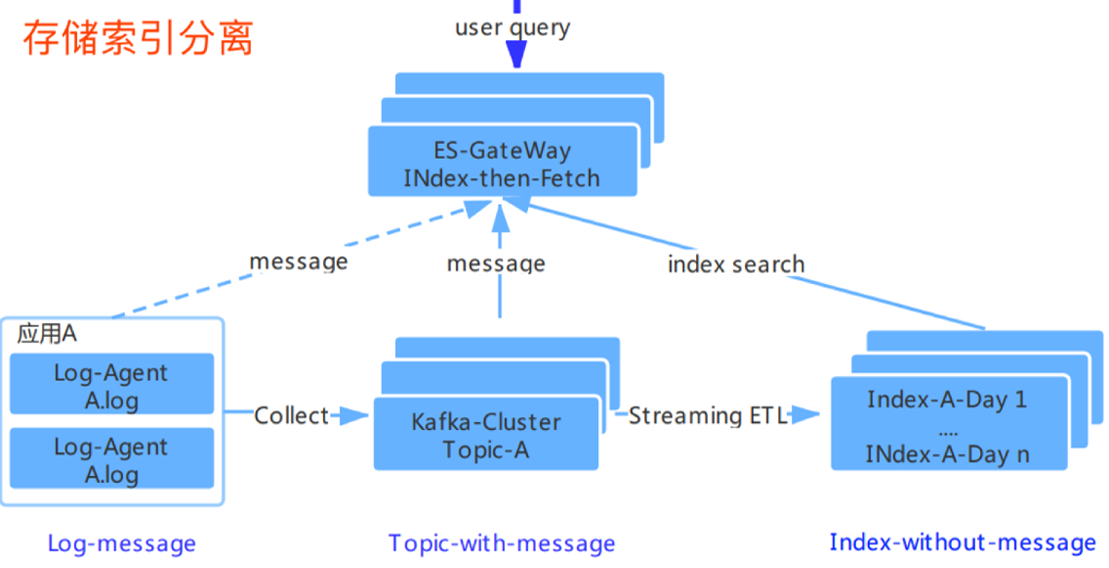 存储索引分离
user query
ES-GateWay
INdex-then-Fetch
message
message
index search
应用A
Log-Agent
A.log
Log-Agent
A.log
Collect
Kafka-Cluster
Topic-A
Streaming ETL
Index-A-Day 1
....
INdex-A-Day n
Log-message
Topic-with-message
Index-without-message